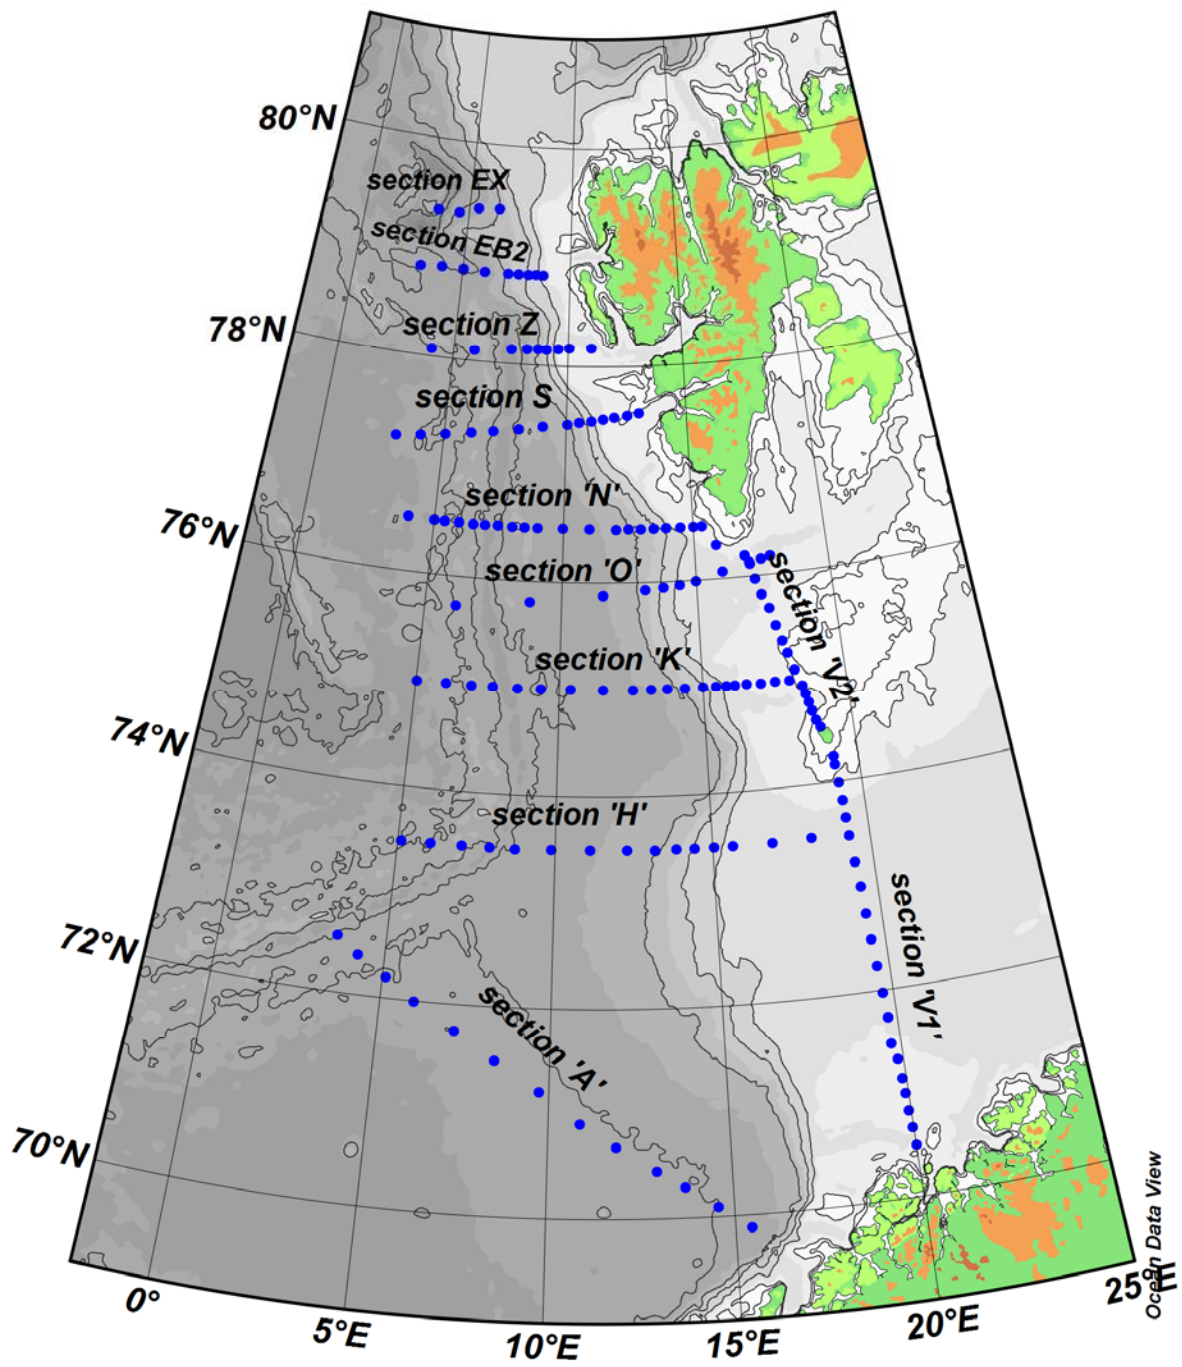 80°N
section EX
section EB2
78°N
section Z
section S
section 'N'
76°N
section 'O'
section 'V2'
section 'K'
74°N
section 'H'
section 'V1'
72°N
section 'A'
70°N
Ocean Data View
0°
5°E
10°E
15°E
20°E
25°E